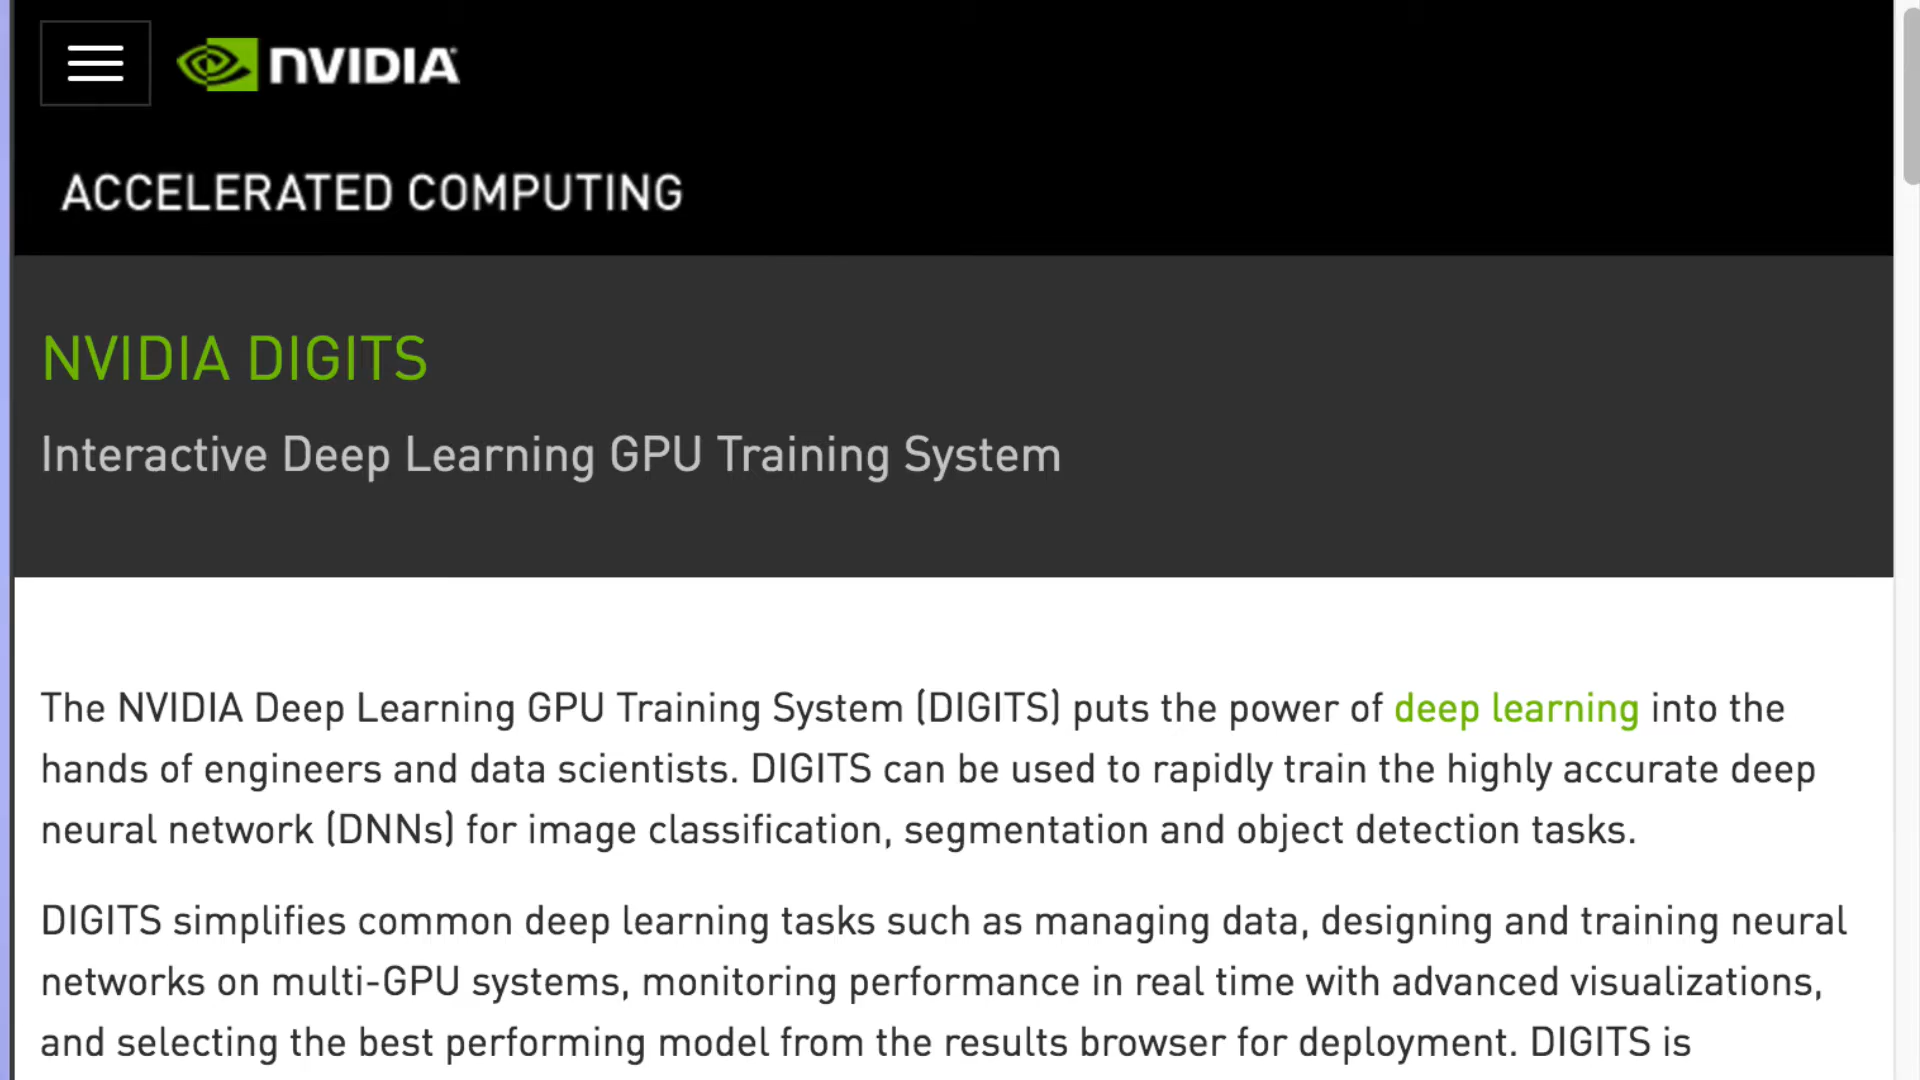 NVIDIA
ACCELERATED COMPUTING
NVIDIA DIGITS
Interactive Deep Learning GPU Training System
The NVIDIA Deep Learning GPU Training System (DIGITS) puts the power of deep learning into the
hands of engineers and data scientists. DIGITS can be used to rapidly train the highly accurate deep
neural network (DNNs) for image classification, segmentation and object detection tasks.
DIGITS simplifies common deep learning tasks such as managing data, designing and training neural
networks on multi-GPU systems, monitoring performance in real time with advanced visualizations,
and selecting the best performing model from the results browser for deployment. DIGITS is